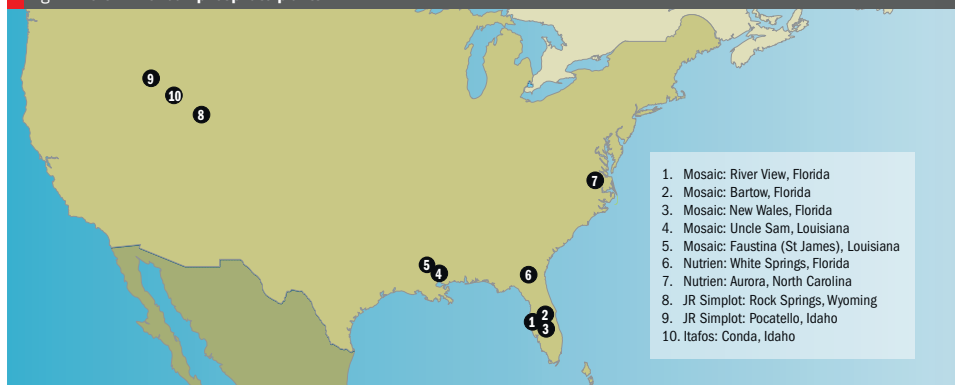 9
10
8
7
5
4
6
2
1
3
1. Mosaic: River View, Florida
2. Mosaic: Bartow, Florida
3. Mosaic: New Wales, Florida
4. Mosaic: Uncle Sam, Louisiana
5. Mosaic: Faustina (St James), Louisiana
6. Nutrien: White Springs, Florida
7. Nutrien: Aurora, North Carolina
8. JR Simplot: Rock Springs, Wyoming
9. JR Simplot: Pocatello, Idaho
10. Itafos: Conda, Idaho